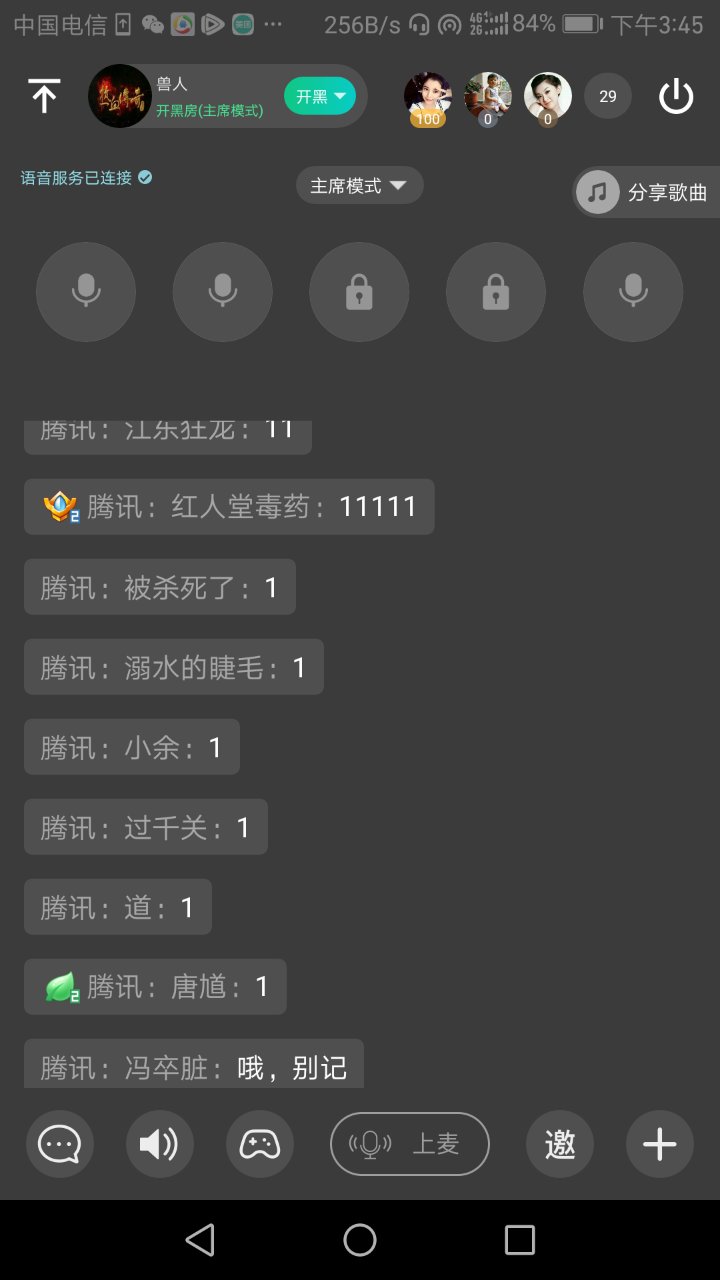 中国电信 256B/s 4G 2G 84% 下午3:45
兽人
开黑房(主席模式)
开黑
100
0
0
29
语音服务已连接
主席模式
分享歌曲
腾讯：江东狂龙：11
2 腾讯：红人堂毒药：11111
腾讯：被杀死了：1
腾讯：溺水的睫毛：1
腾讯：小余：1
腾讯：过千关：1
腾讯：道：1
2 腾讯：唐馗：1
腾讯：冯卒脏：哦，别记
上麦
邀